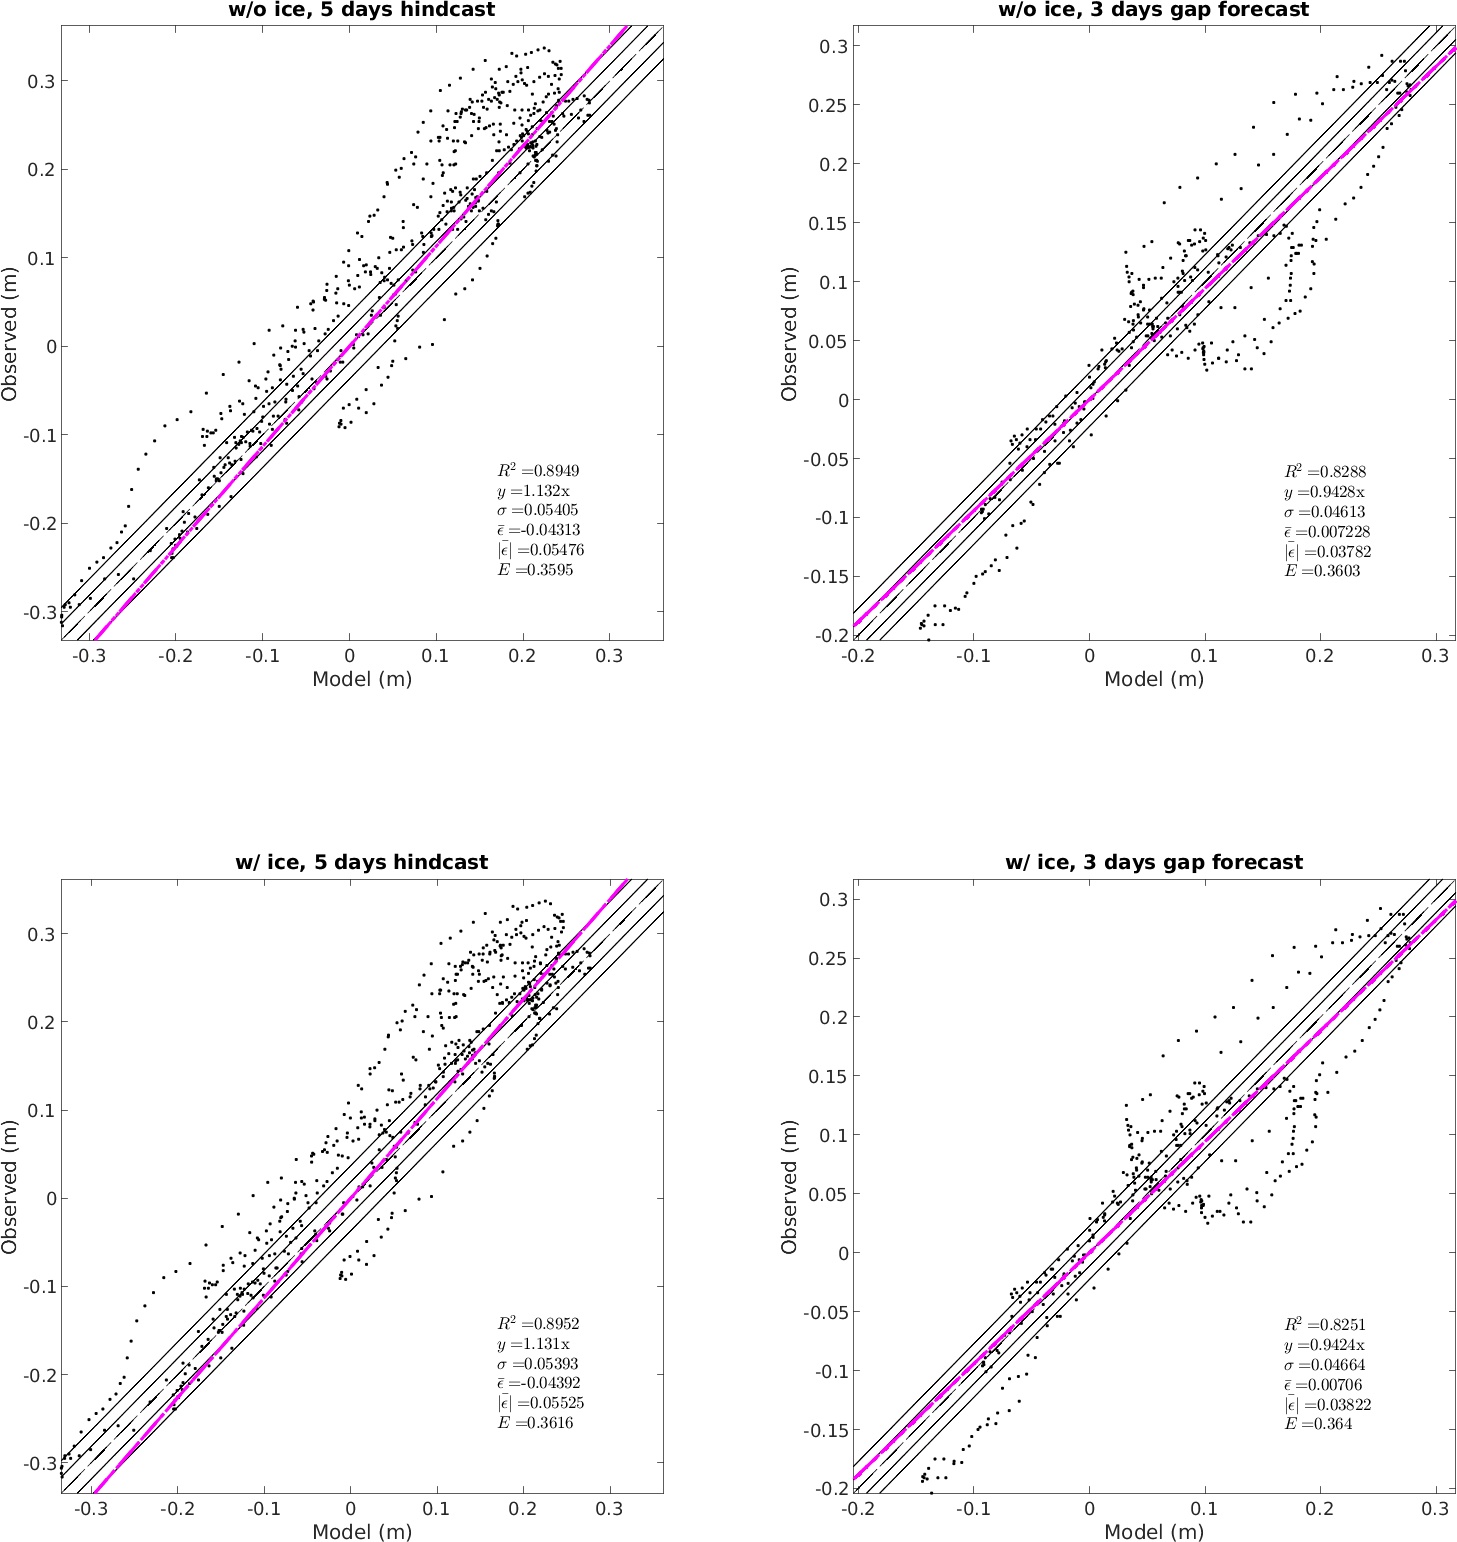 w/o ice, 5 days hindcast
Observed (m)
0.3
0.2
0.1
0
-0.1
-0.2
-0.3
R² =0.8949
y =1.132x
σ =0.05405
ε̄ =-0.04313
|ε̄| =0.05476
E =0.3595
-0.3 -0.2 -0.1 0 0.1 0.2 0.3
Model (m)
w/o ice, 3 days gap forecast
Observed (m)
0.3
0.25
0.2
0.15
0.1
0.05
0
-0.05
-0.1
-0.15
-0.2
R² =0.8288
y =0.9428x
σ =0.04613
ε̄ =0.007228
|ε̄| =0.03782
E =0.3603
-0.2 -0.1 0 0.1 0.2 0.3
Model (m)
w/ ice, 5 days hindcast
Observed (m)
0.3
0.2
0.1
0
-0.1
-0.2
-0.3
R² =0.8952
y =1.131x
σ =0.05393
ε̄ =-0.04392
|ε̄| =0.05525
E =0.3616
-0.3 -0.2 -0.1 0 0.1 0.2 0.3
Model (m)
w/ ice, 3 days gap forecast
Observed (m)
0.3
0.25
0.2
0.15
0.1
0.05
0
-0.05
-0.1
-0.15
-0.2
R² =0.8251
y =0.9424x
σ =0.04664
ε̄ =0.00706
|ε̄| =0.03822
E =0.364
-0.2 -0.1 0 0.1 0.2 0.3
Model (m)